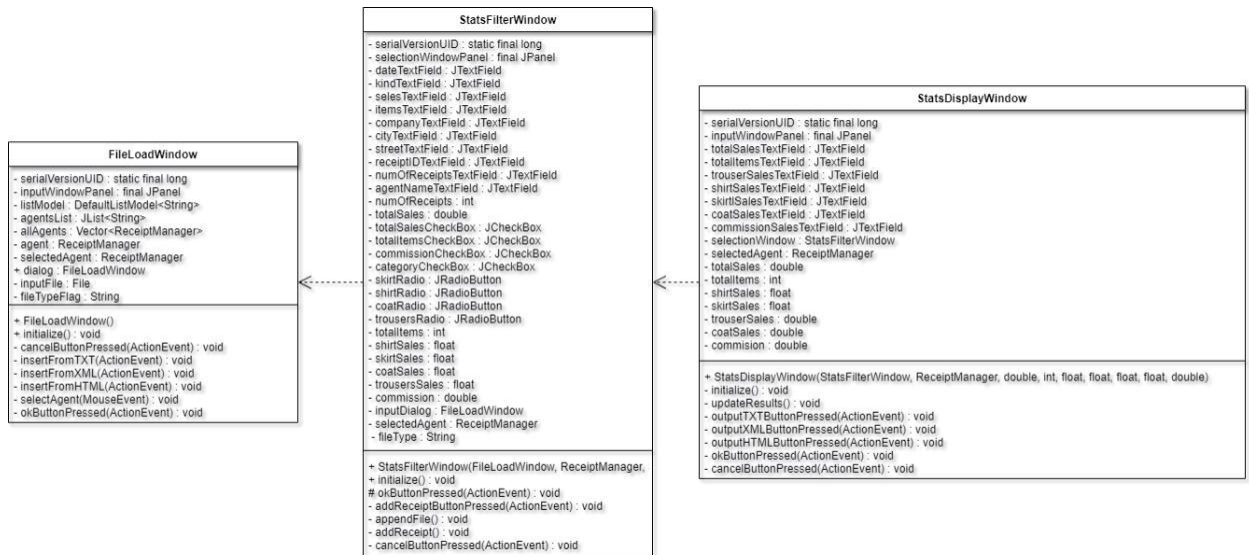 FileLoadWindow
- serialVersionUID : static final long
- inputWindowPanel : final JPanel
- listModel : DefaultListModel<String>
- agentsList : JList<String>
- allAgents : Vector<ReceiptManager>
- agent : ReceiptManager
- selectedAgent : ReceiptManager
+ dialog : FileLoadWindow
- inputFile : File
- fileTypeFlag : String
+ FileLoadWindow()
+ initialize() : void
- cancelButtonPressed(ActionEvent) : void
- insertFromTXT(ActionEvent) : void
- insertFromXML(ActionEvent) : void
- insertFromHTML(ActionEvent) : void
- selectAgent(MouseEvent) : void
- okButtonPressed(ActionEvent) : void
StatsFilterWindow
- serialVersionUID : static final long
- selectionWindowPanel : final JPanel
- dateTextField : JTextField
- kindTextField : JTextField
- selesTextField : JTextField
- itemsTextField : JTextField
- companyTextField : JTextField
- cityTextField : JTextField
- streetTextField : JTextField
- receiptIDTextField : JTextField
- numOfReceiptsTextField : JTextField
- agentNameTextField : JTextField
- numOfReceipts : int
- totalSales : double
- totalSalesCheckBox : JCheckBox
- totalItemsCheckBox : JCheckBox
- commissionCheckBox : JCheckBox
- categoryCheckBox : JCheckBox
- skirtRadio : JRadioButton
- shirtRadio : JRadioButton
- coatRadio : JRadioButton
- trousersRadio : JRadioButton
- totalItems : int
- shirtSales : float
- skirtSales : float
- coatSales : float
- trousersSales : float
- commission : double
- inputDialog : FileLoadWindow
- selectedAgent : ReceiptManager
- fileType : String
+ StatsFilterWindow(FileLoadWindow, ReceiptManager,
+ initialize() : void
# okButtonPressed(ActionEvent) : void
- addReceiptButtonPressed(ActionEvent) : void
- appendFile() : void
- addReceipt() : void
- cancelButtonPressed(ActionEvent) : void
StatsDisplayWindow
- serialVersionUID : static final long
- inputWindowPanel : final JPanel
- totalSalesTextField : JTextField
- totalItemsTextField : JTextField
- trouserSalesTextField : JTextField
- shirtSalesTextField : JTextField
- skirtlSalesTextField : JTextField
- coatSalesTextField : JTextField
- commissionSalesTextField : JTextField
- selectionWindow : StatsFilterWindow
- selectedAgent : ReceiptManager
- totalSales : double
- totalItems : int
- shirtSales : float
- skirtSales : float
- trouserSales : double
- coatSales : double
- commision : double
+ StatsDisplayWindow(StatsFilterWindow, ReceiptManager, double, int, float, float, float, float, double)
- initialize() : void
- updateResults() : void
- outputTXTButtonPressed(ActionEvent) : void
- outputXMLButtonPressed(ActionEvent) : void
- outputHTMLButtonPressed(ActionEvent) : void
- okButtonPressed(ActionEvent) : void
- cancelButtonPressed(ActionEvent) : void